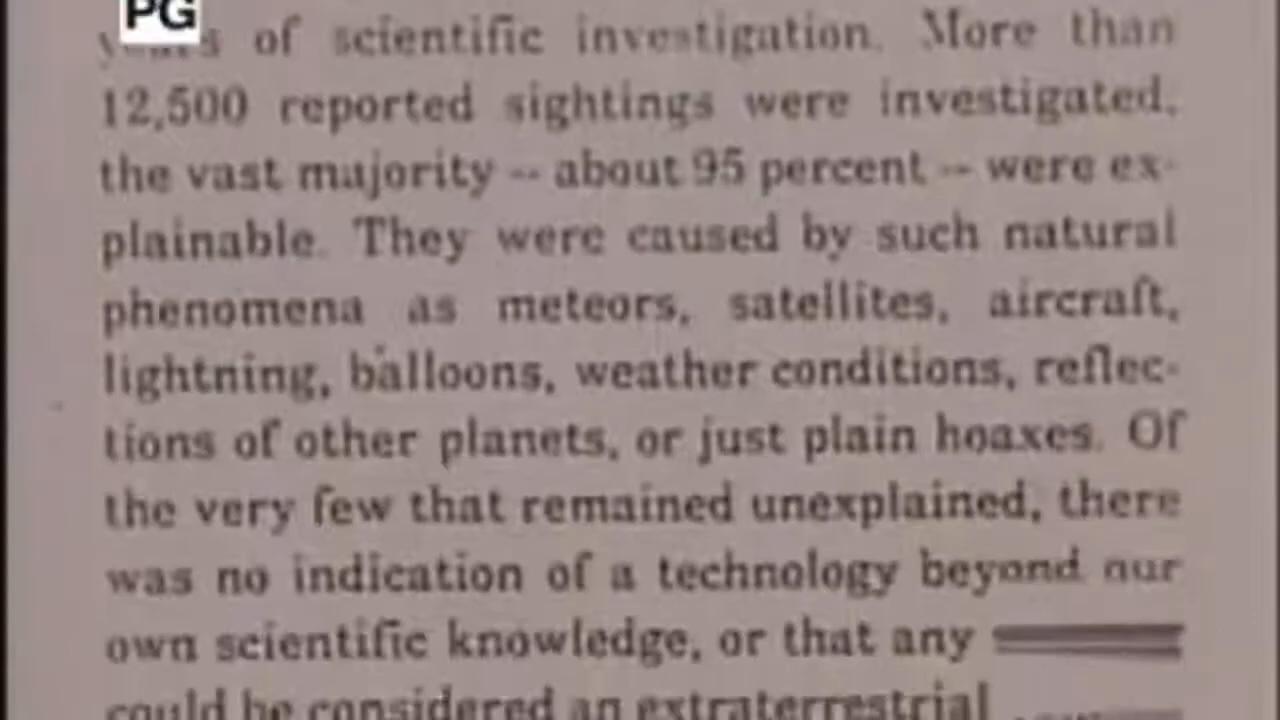 PG
years of scientific investigation. More than
12,500 reported sightings were investigated,
the vast majority -- about 95 percent -- were ex-
plainable. They were caused by such natural
phenomena as meteors, satellites, aircraft,
lightning, balloons, weather conditions, reflec-
tions of other planets, or just plain hoaxes. Of
the very few that remained unexplained, there
was no indication of a technology beyond our
own scientific knowledge, or that any
could be considered an extraterrestrial